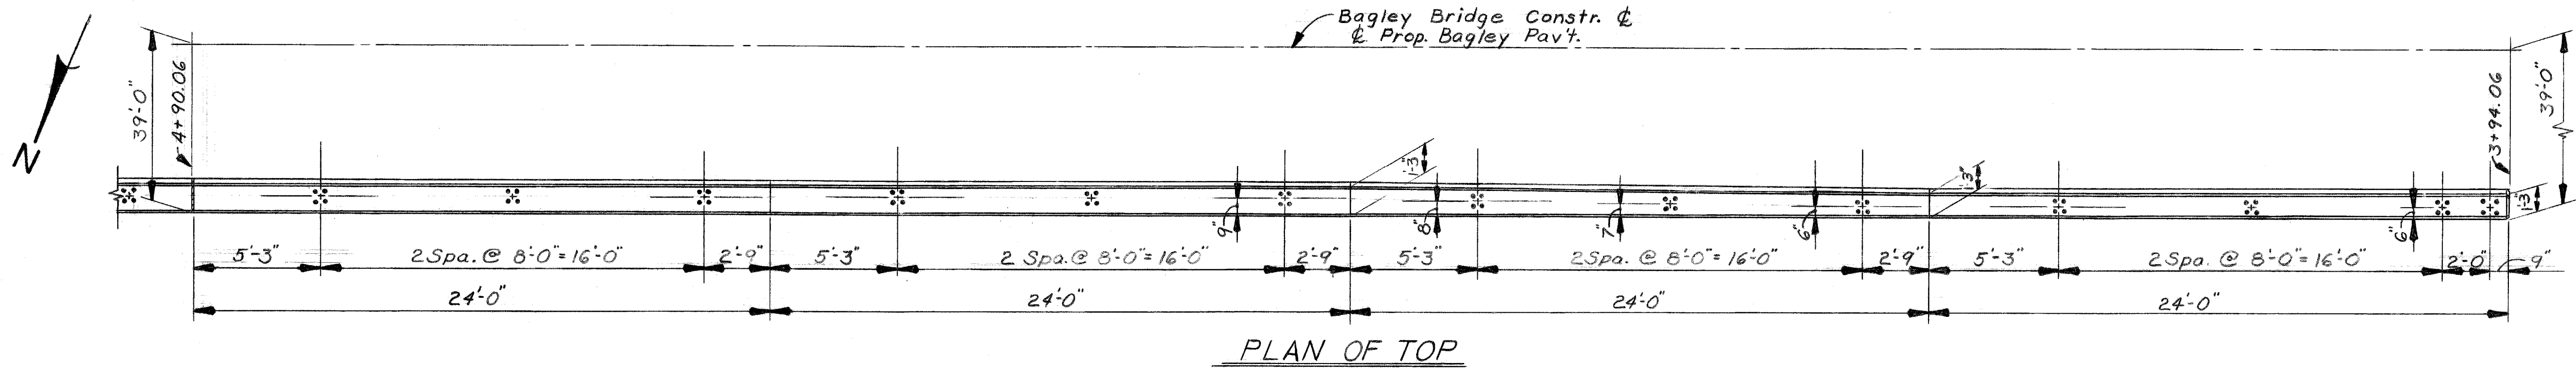 Bagley Bridge Constr. ℄
℄ Prop. Bagley Pav't.
N
39'-0"
4+90.06
3+94.06
39'-0"
1'-3"
1'-3"
1'-3"
9"
8"
7"
6"
6"
5'-3" 2 Spa. @ 8'-0" = 16'-0" 2'-9" 5'-3" 2 Spa. @ 8'-0" = 16'-0" 2'-9" 5'-3" 2 Spa. @ 8'-0" = 16'-0" 2'-9" 5'-3" 2 Spa. @ 8'-0" = 16'-0" 2'-0" 9"
24'-0" 24'-0" 24'-0" 24'-0"
PLAN OF TOP